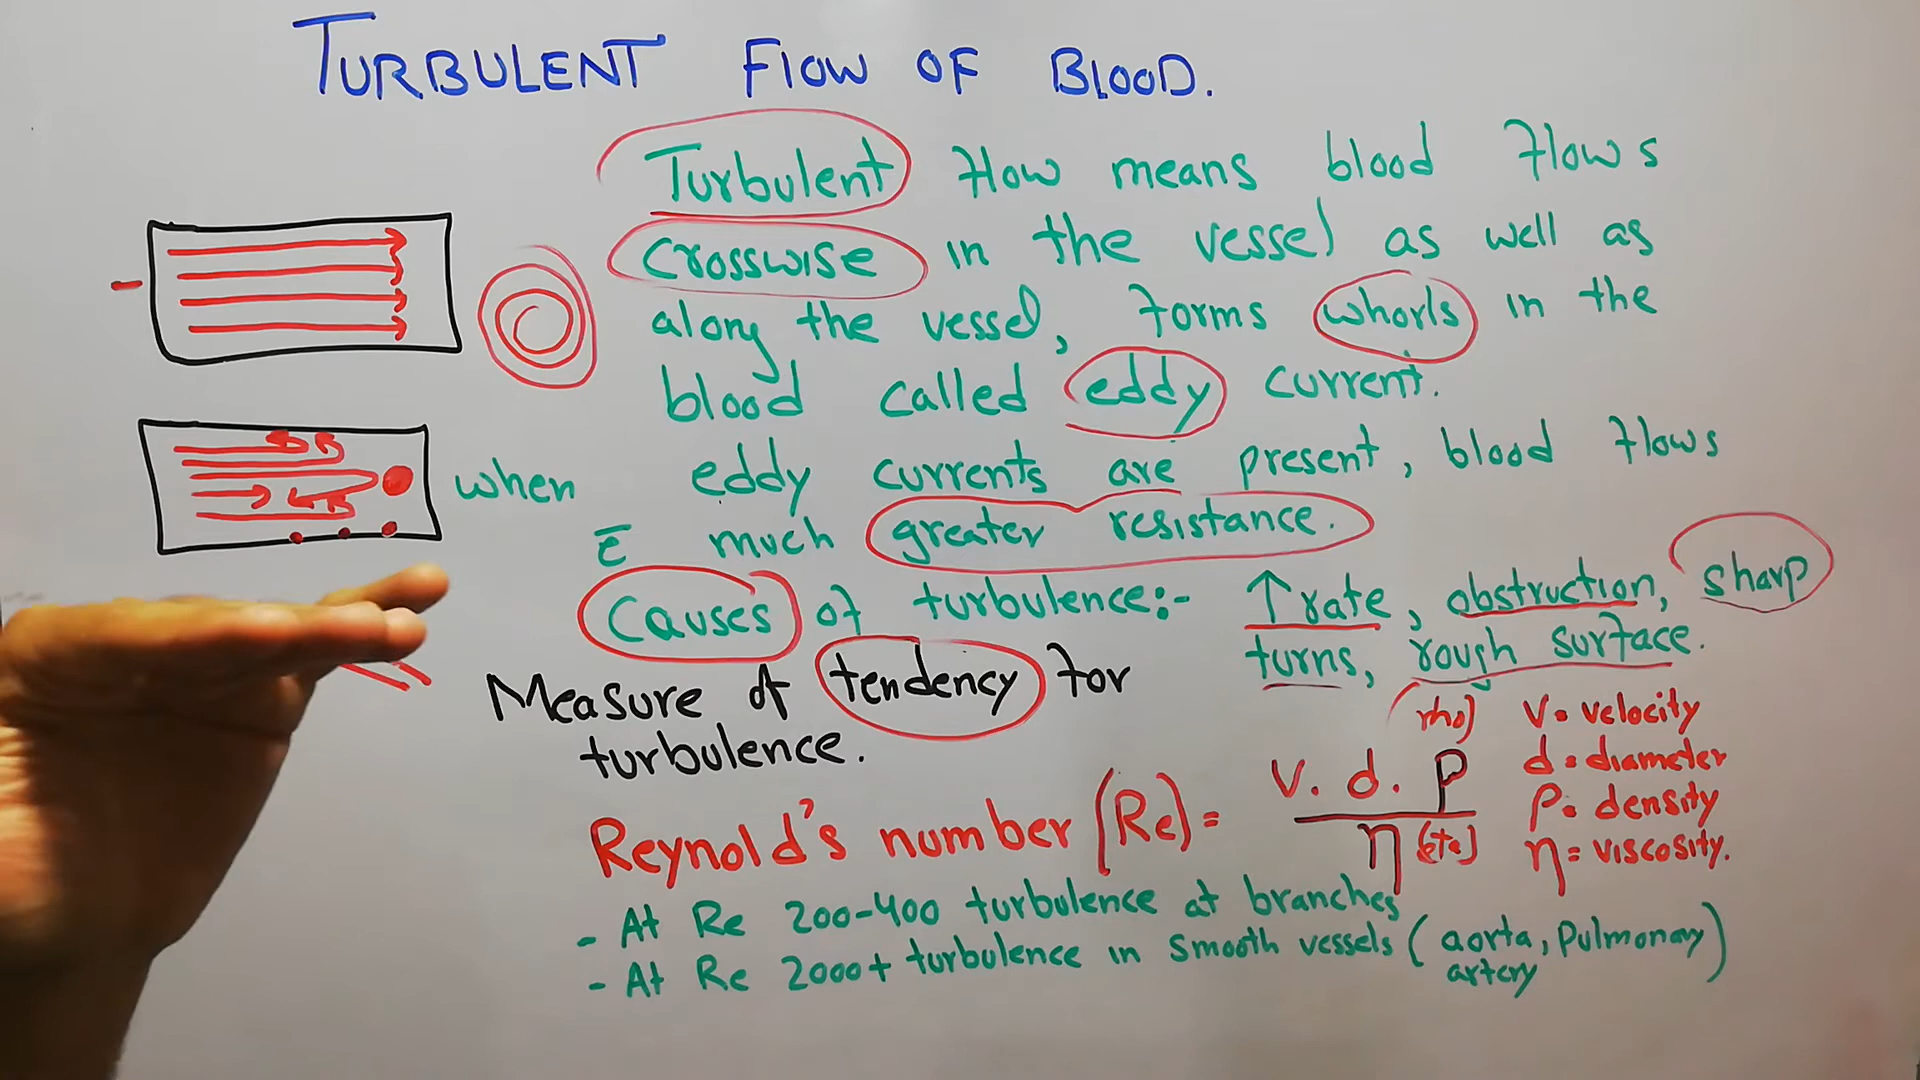 TURBULENT FLOW OF BLOOD.
Turbulent flow means blood flows
crosswise in the vessel as well as
along the vessel, forms whorls in the
blood called eddy current.
when eddy currents are present, blood flows
c̄ much greater resistance.
Causes of turbulence:- ↑rate, obstruction, sharp
turns, rough surface.
Measure of tendency for
turbulence.
Reynold's number (Re) = V. d. ρ (rho) / η (eta)
V = velocity
d = diameter
ρ = density
η = viscosity.
- At Re 200-400 turbulence at branches
- At Re 2000+ turbulence in smooth vessels (aorta, Pulmonary
artery)